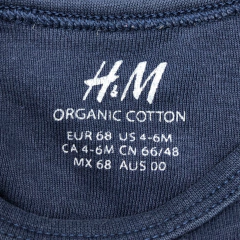 H&M
ORGANIC COTTON
EUR 68 US 4-6M
CA 4-6M CN 66/48
MX 68 AUS 00